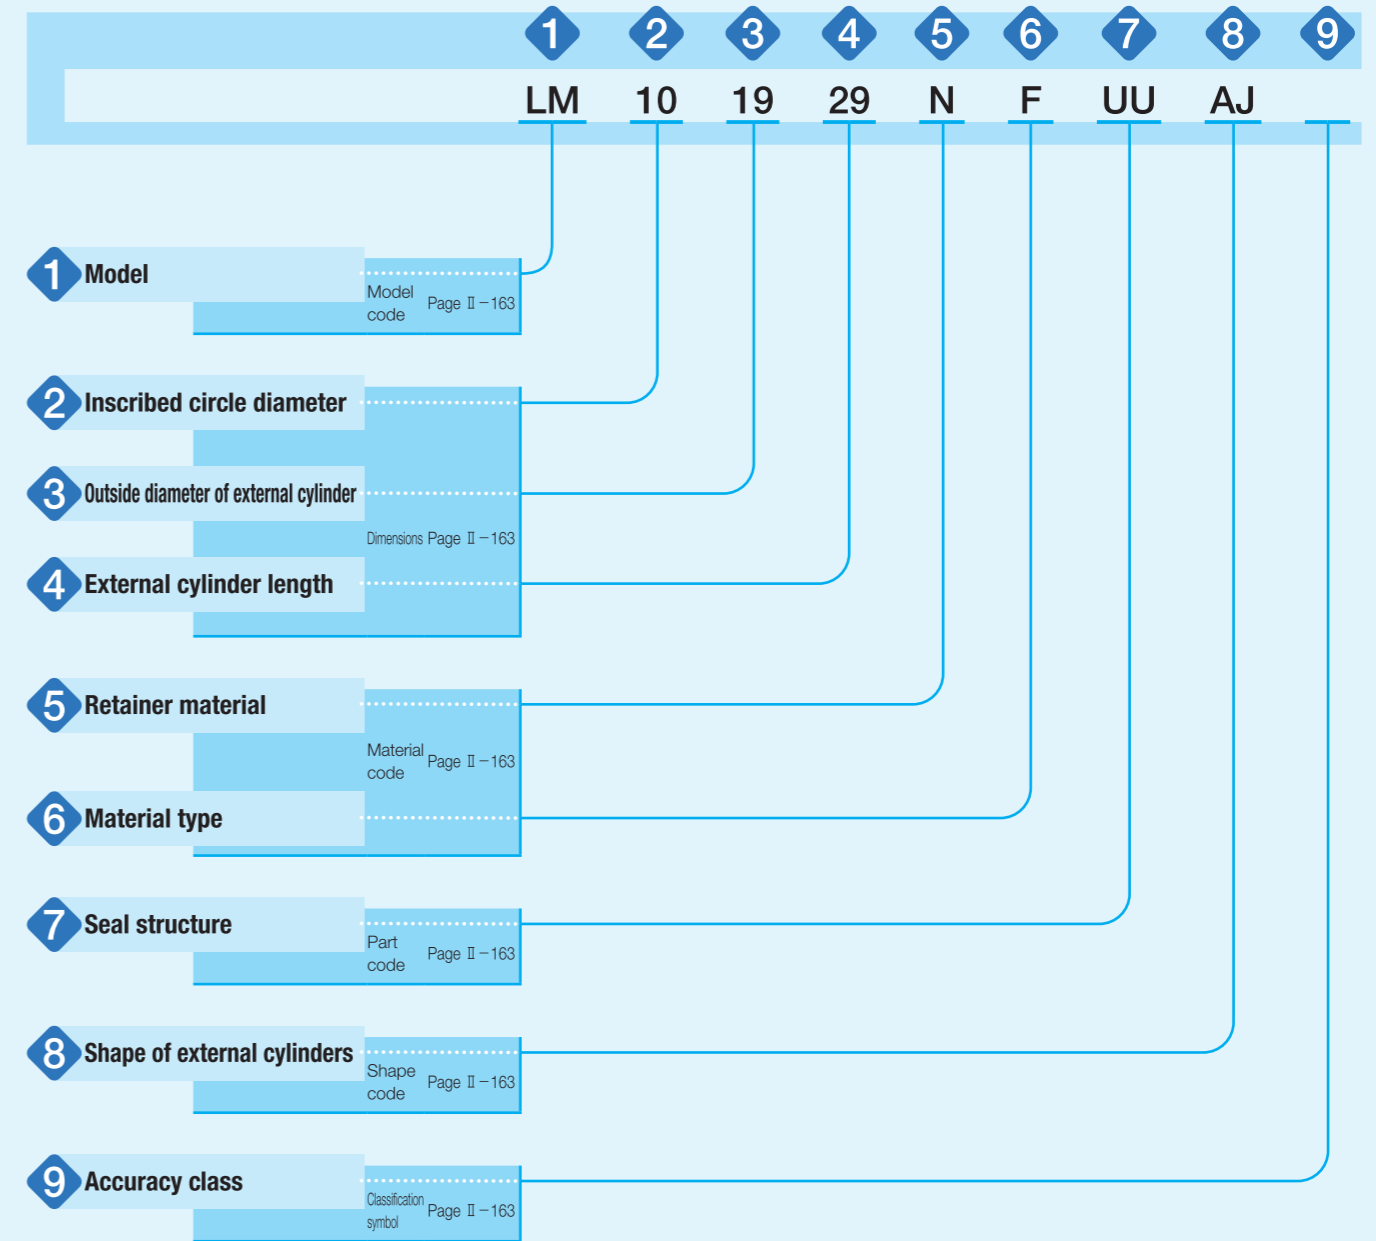 1 2 3 4 5 6 7 8 9
LM 10 19 29 N F UU AJ
1 Model
Model
code
Page Ⅱ−163
2 Inscribed circle diameter
3 Outside diameter of external cylinder
Dimensions Page Ⅱ−163
4 External cylinder length
5 Retainer material
Material
code
Page Ⅱ−163
6 Material type
7 Seal structure
Part
code
Page Ⅱ−163
8 Shape of external cylinders
Shape
code
Page Ⅱ−163
9 Accuracy class
Classification
symbol
Page Ⅱ−163